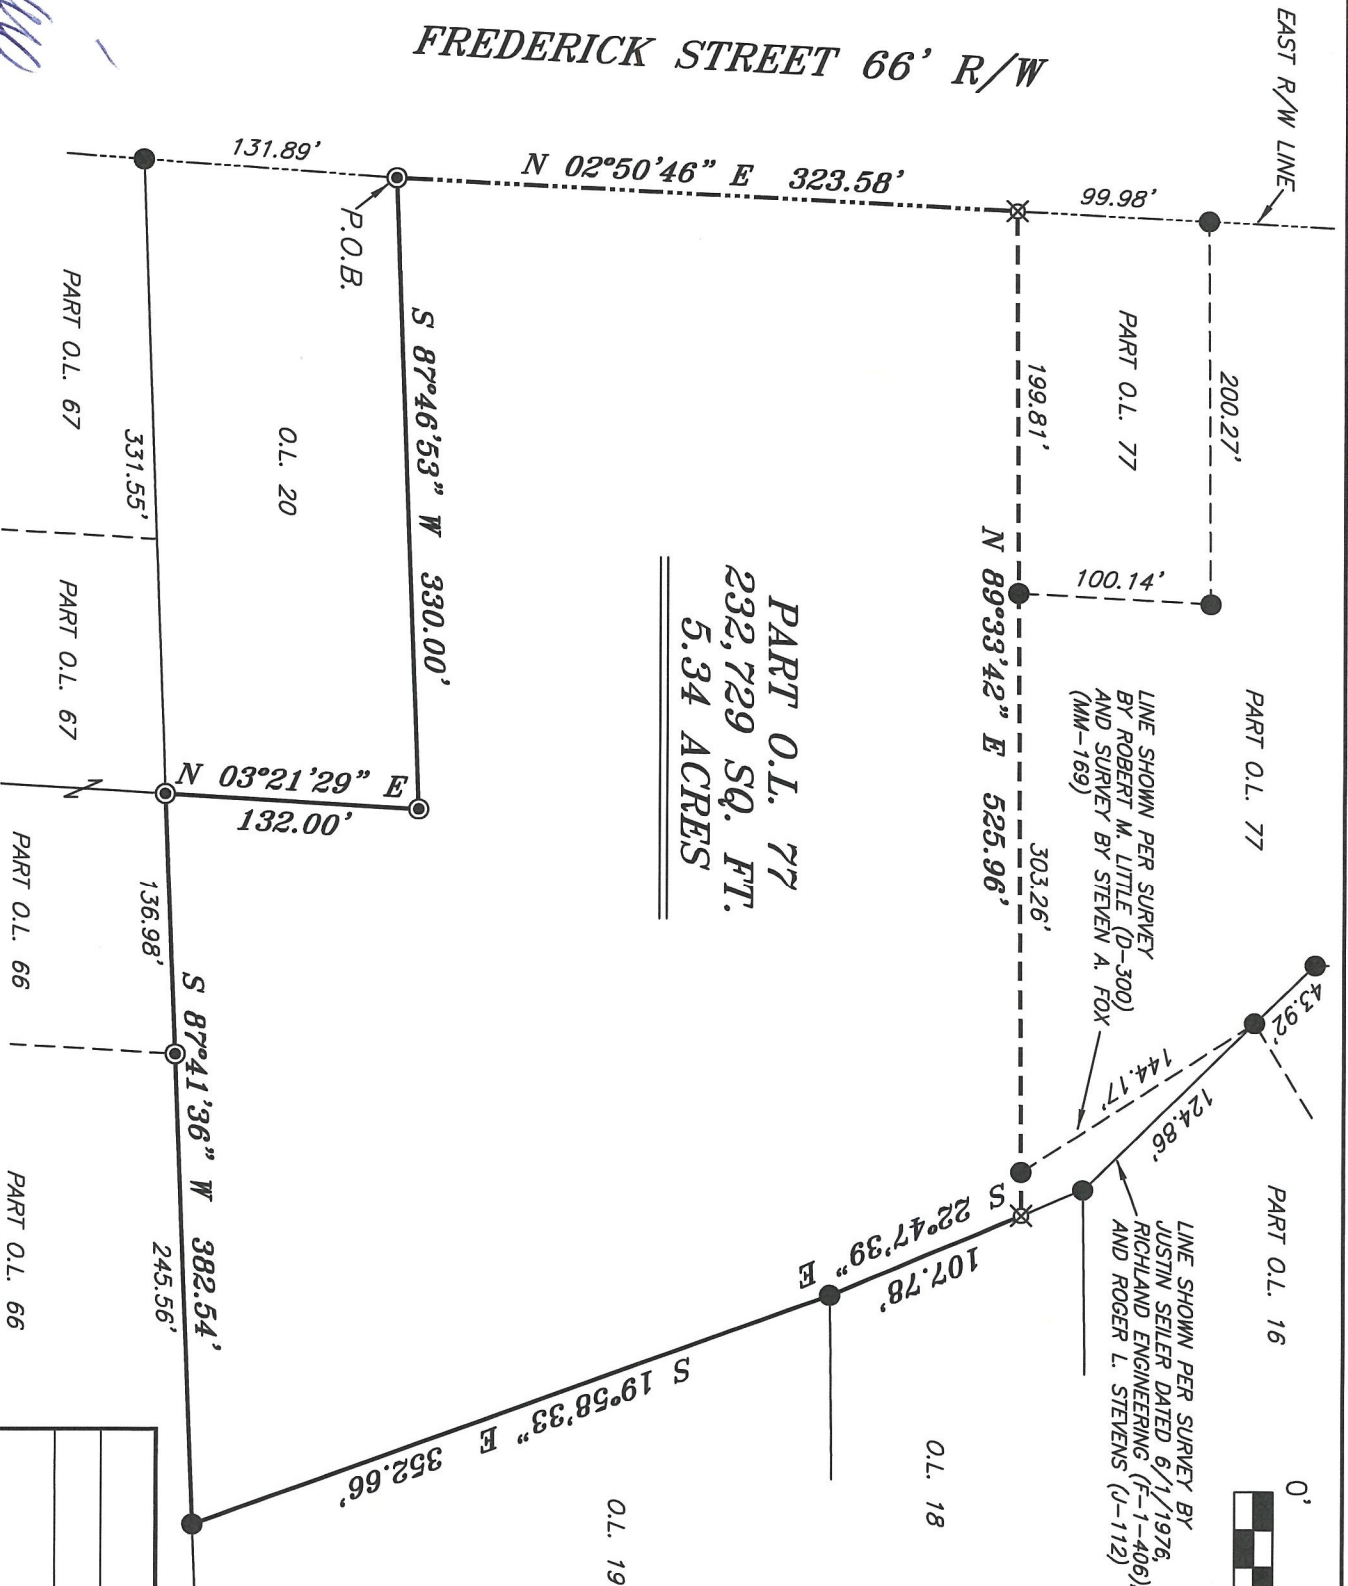 FREDERICK STREET 66' R/W
EAST R/W LINE
131.89'
N 02°50'46" E 323.58'
99.98'
P.O.B.
S 87°46'53" W 330.00'
199.81'
PART O.L. 77
200.27'
100.14'
PART O.L. 67
O.L. 20
331.55'
PART O.L. 67
N 03°21'29" E
132.00'
PART O.L. 77
232,729 SQ. FT.
5.34 ACRES
N 89°33'42" E 525.96'
303.26'
PART O.L. 77
LINE SHOWN PER SURVEY
BY ROBERT M. LITTLE (D-300)
AND SURVEY BY STEVEN A. FOX
(MM-169)
43.92'
144.17'
124.86'
PART O.L. 66
136.98'
S 87°41'36" W 382.54'
245.56'
PART O.L. 66
S 22°47'39" E
107.78'
S 19°58'33" E 352.66'
PART O.L. 16
LINE SHOWN PER SURVEY BY
JUSTIN SEILER DATED 6/1/1976,
RICHLAND ENGINEERING (F-1-406),
AND ROGER L. STEVENS (J-112)
O.L. 18
O.L. 19
0'